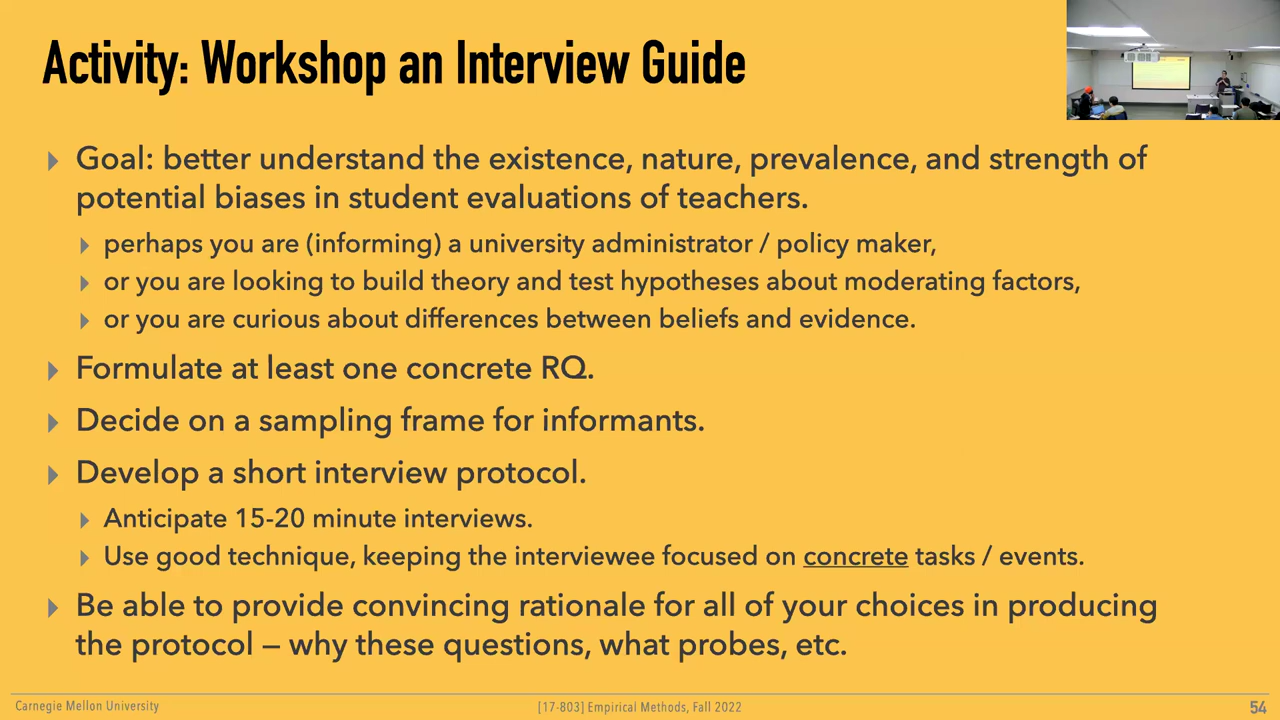 Activity: Workshop an Interview Guide
Goal: better understand the existence, nature, prevalence, and strength of
potential biases in student evaluations of teachers.
perhaps you are (informing) a university administrator / policy maker,
or you are looking to build theory and test hypotheses about moderating factors,
or you are curious about differences between beliefs and evidence.
Formulate at least one concrete RQ.
Decide on a sampling frame for informants.
Develop a short interview protocol.
Anticipate 15-20 minute interviews.
Use good technique, keeping the interviewee focused on concrete tasks / events.
Be able to provide convincing rationale for all of your choices in producing
the protocol – why these questions, what probes, etc.
Carnegie Mellon University
[17-803] Empirical Methods, Fall 2022
54